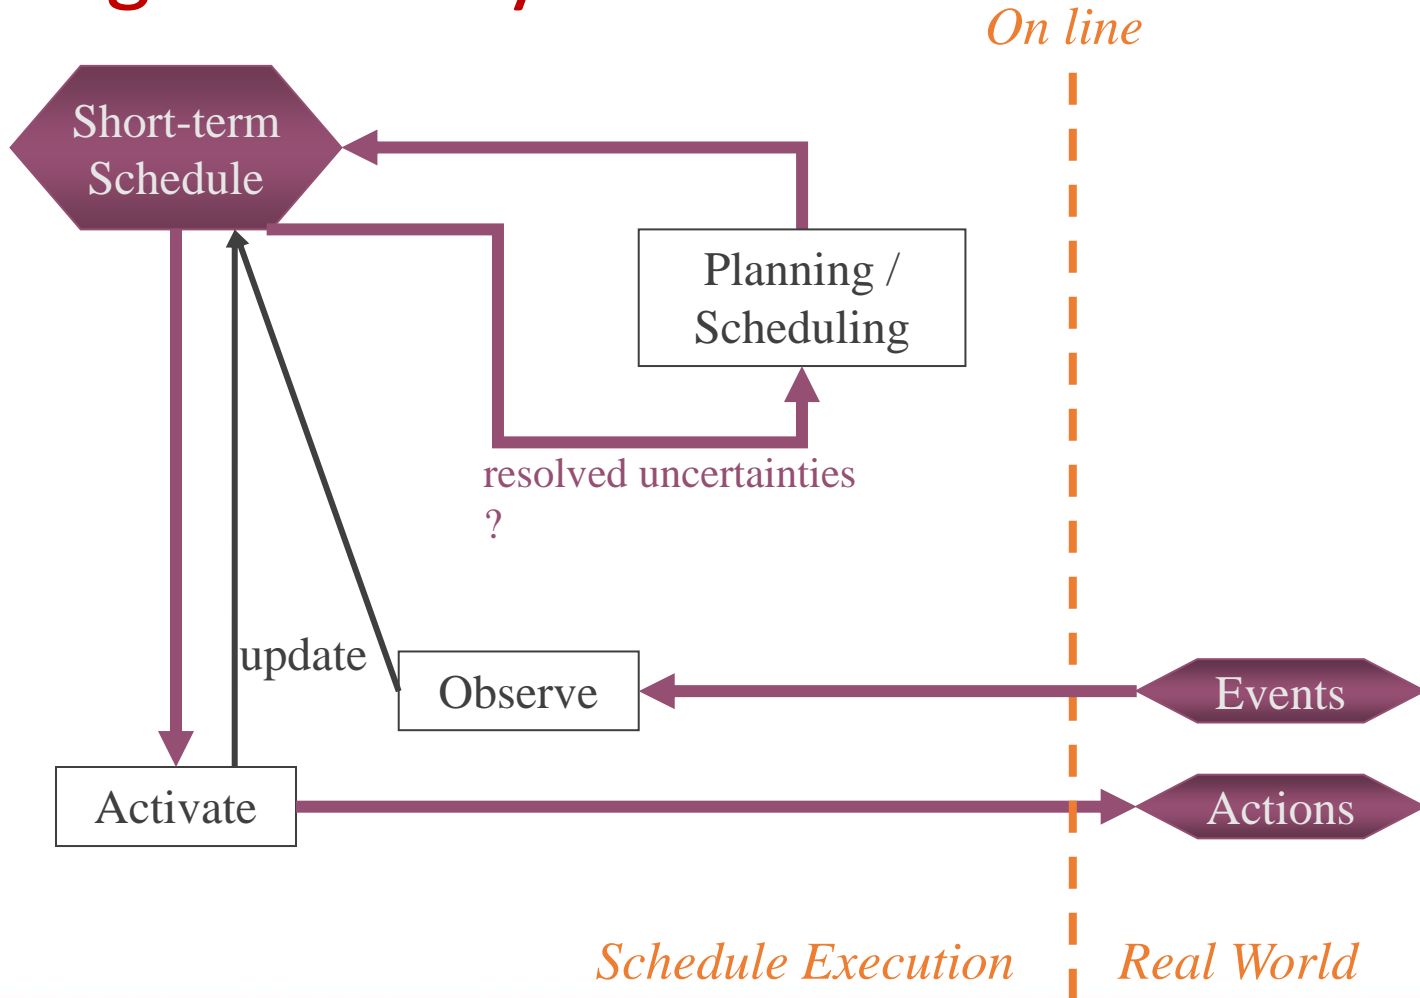 On line
Short-term
Schedule
Planning /
Scheduling
resolved uncertainties
?
update
Observe
Events
Activate
Actions
Schedule Execution
Real World